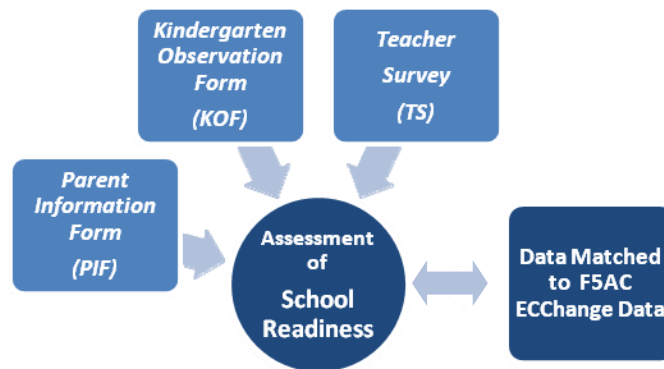 Kindergarten
Observation
Form
(KOF)
Teacher
Survey
(TS)
Parent
Information
Form
(PIF)
Assessment
of
School
Readiness
Data Matched
to F5AC
ECChange Data